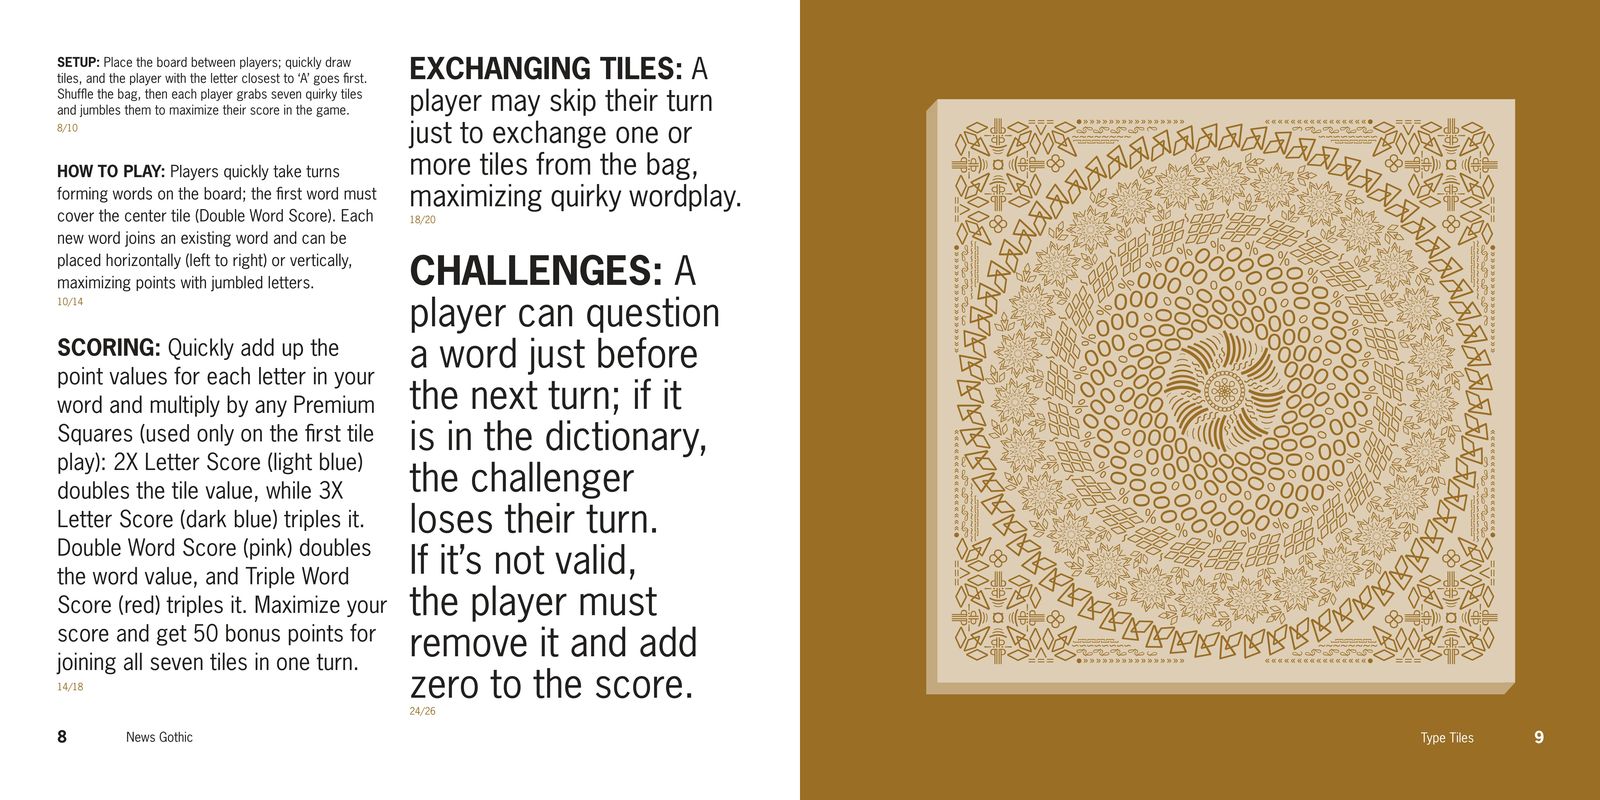 SETUP: Place the board between players; quickly draw
tiles, and the player with the letter closest to ‘A’ goes first.
Shuffle the bag, then each player grabs seven quirky tiles
and jumbles them to maximize their score in the game.
8/10
HOW TO PLAY: Players quickly take turns
forming words on the board; the first word must
cover the center tile (Double Word Score). Each
new word joins an existing word and can be
placed horizontally (left to right) or vertically,
maximizing points with jumbled letters.
10/14
SCORING: Quickly add up the
point values for each letter in your
word and multiply by any Premium
Squares (used only on the first tile
play): 2X Letter Score (light blue)
doubles the tile value, while 3X
Letter Score (dark blue) triples it.
Double Word Score (pink) doubles
the word value, and Triple Word
Score (red) triples it. Maximize your
score and get 50 bonus points for
joining all seven tiles in one turn.
14/18
EXCHANGING TILES: A
player may skip their turn
just to exchange one or
more tiles from the bag,
maximizing quirky wordplay.
18/20
CHALLENGES: A
player can question
a word just before
the next turn; if it
is in the dictionary,
the challenger
loses their turn.
If it’s not valid,
the player must
remove it and add
zero to the score.
24/26
8 News Gothic
Type Tiles 9